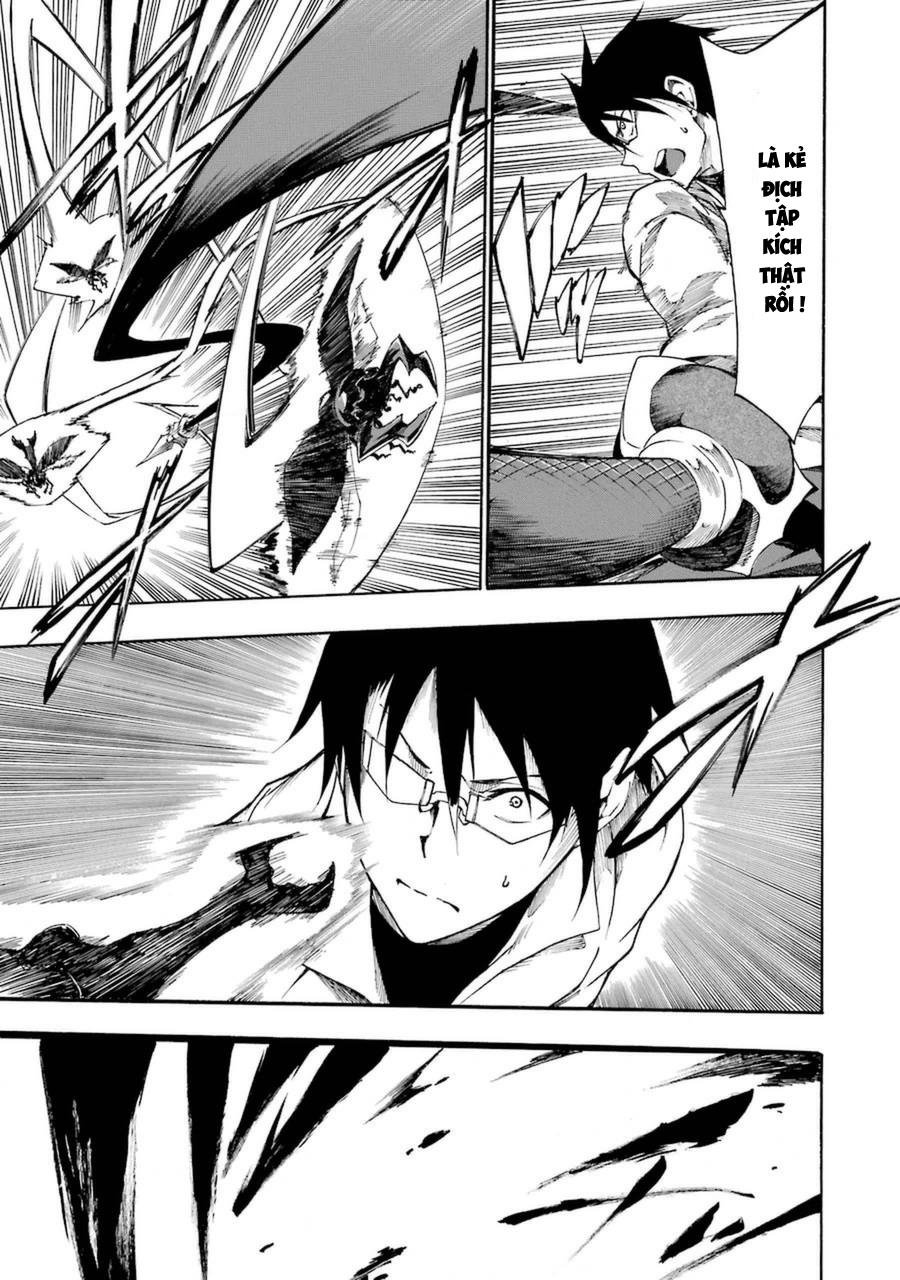 LÀ KẺ
ĐỊCH
TẬP
KÍCH
THẬT
RỒI !